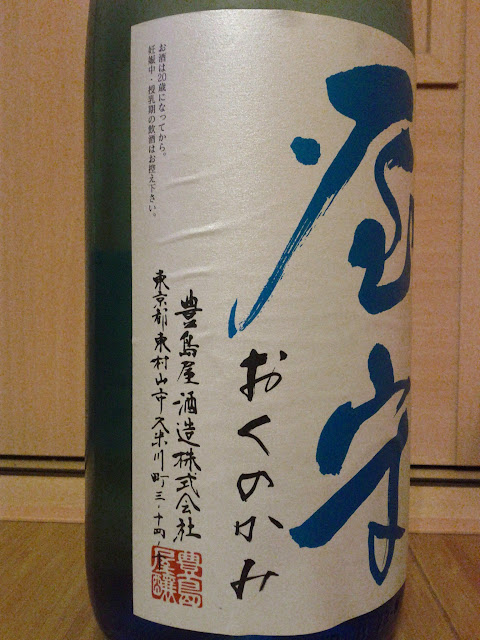 屋守
おくのかみ
豊島屋酒造株式会社
東京都東村山市久米川町三・十四・十
お酒は20歳になってから。
妊娠中・授乳期の飲酒はお控え下さい。
豊島屋醸